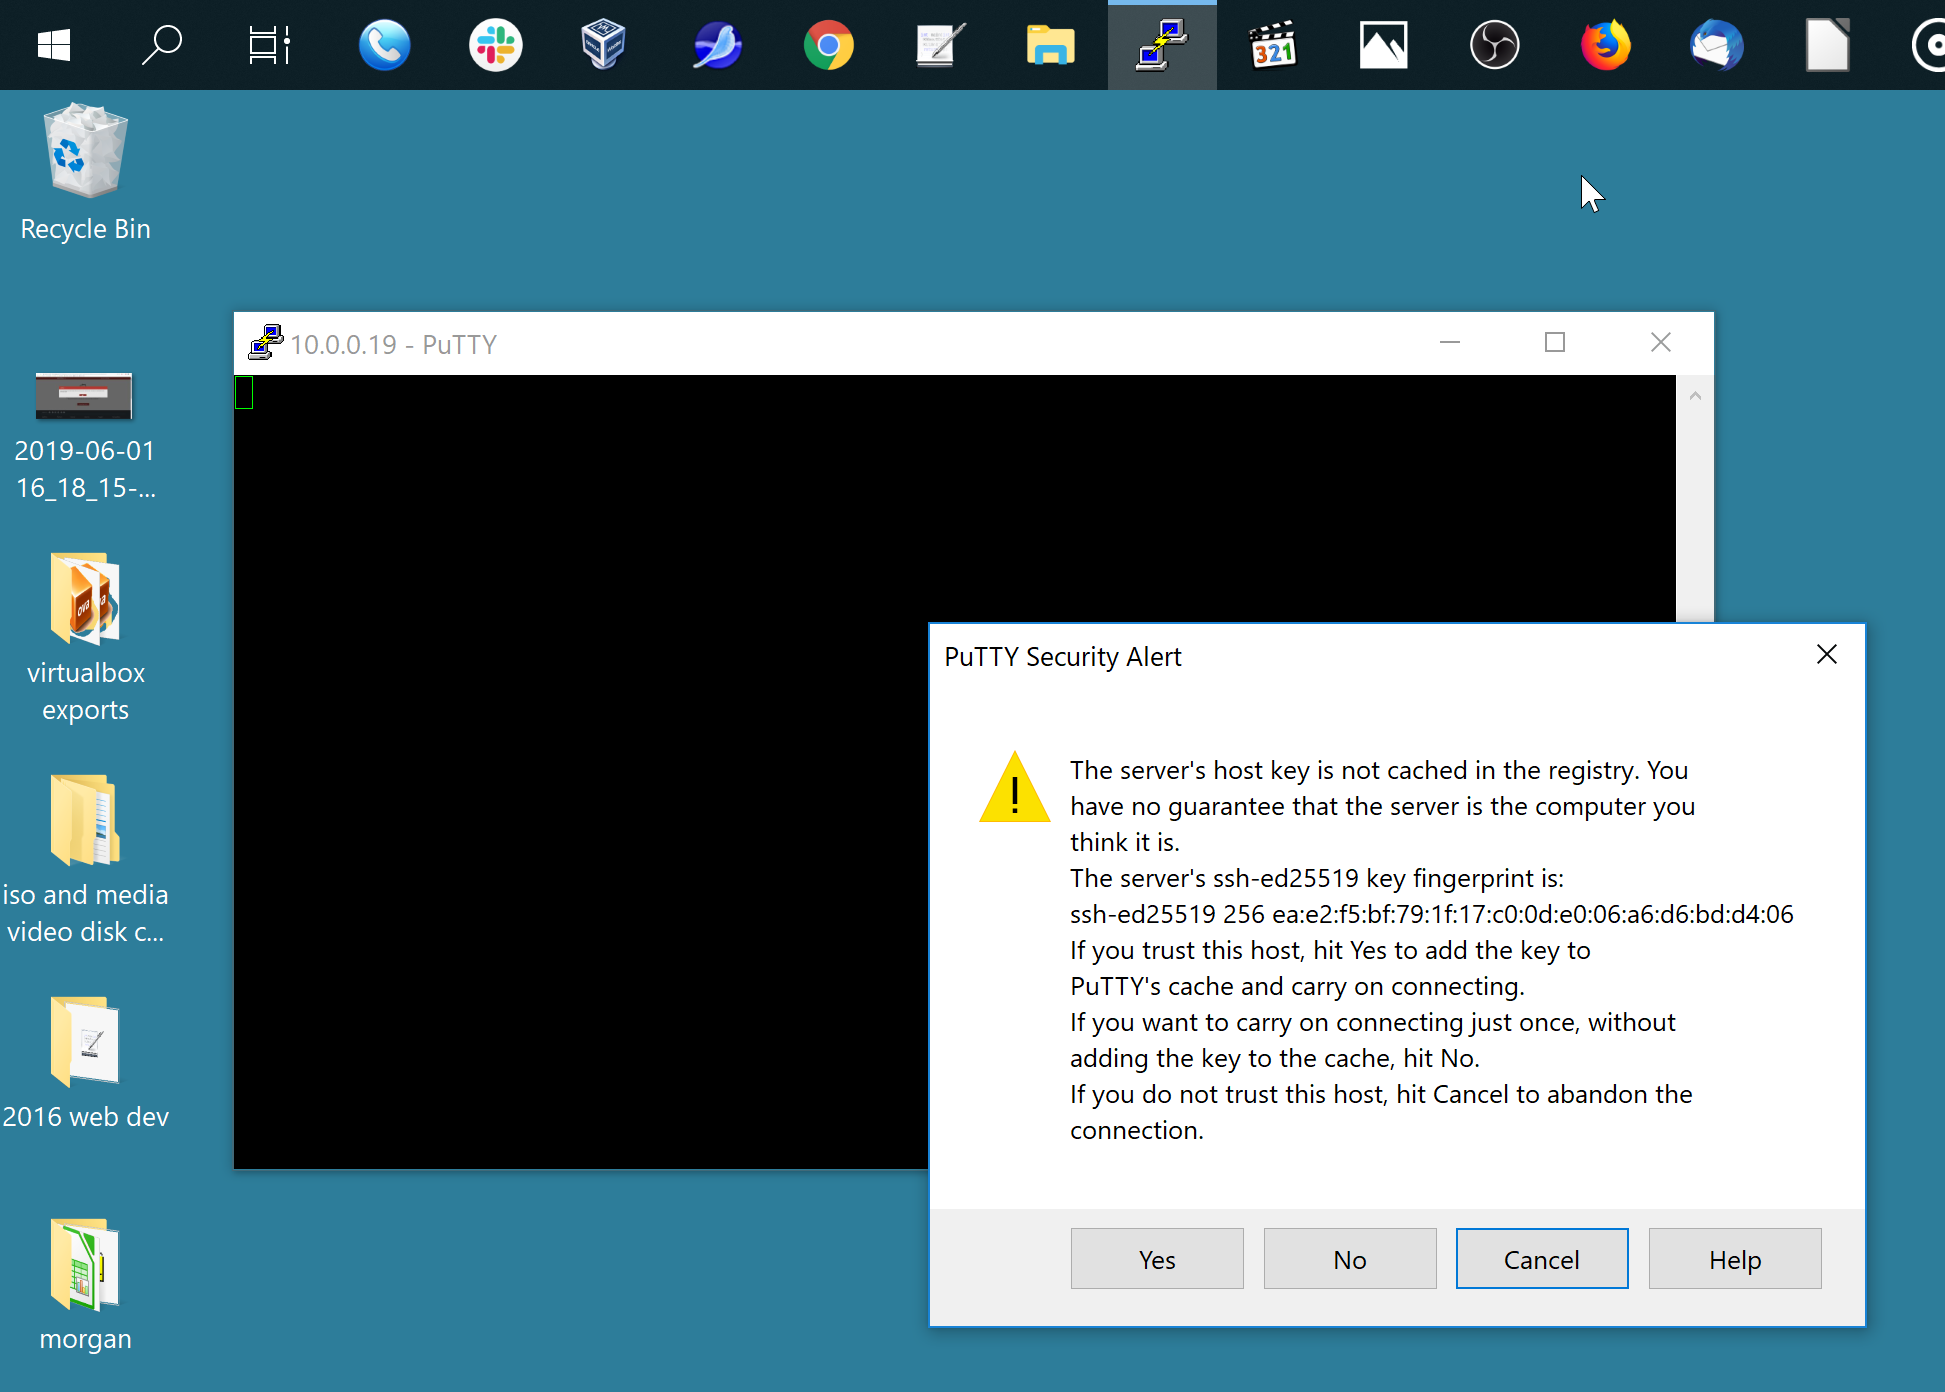 321
Recycle Bin
10.0.0.19 - PuTTY
2019-06-01
16_18_15-...
virtualbox
exports
iso and media
video disk c...
2016 web dev
morgan
PuTTY Security Alert
The server's host key is not cached in the registry. You
have no guarantee that the server is the computer you
think it is.
The server's ssh-ed25519 key fingerprint is:
ssh-ed25519 256 ea:e2:f5:bf:79:1f:17:c0:0d:e0:06:a6:d6:bd:d4:06
If you trust this host, hit Yes to add the key to
PuTTY's cache and carry on connecting.
If you want to carry on connecting just once, without
adding the key to the cache, hit No.
If you do not trust this host, hit Cancel to abandon the
connection.
Yes
No
Cancel
Help